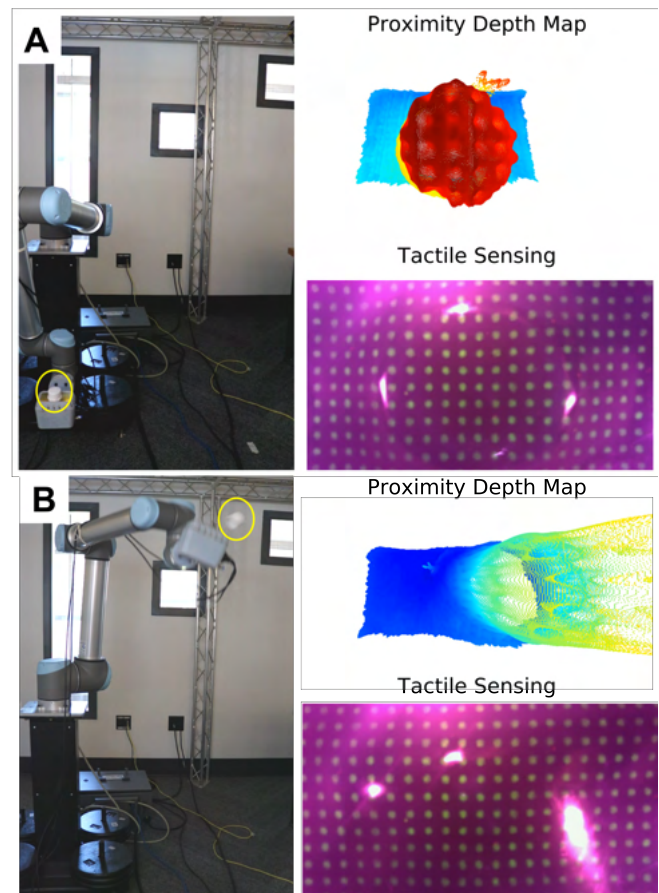 A
Proximity Depth Map
Tactile Sensing
B
Proximity Depth Map
Tactile Sensing